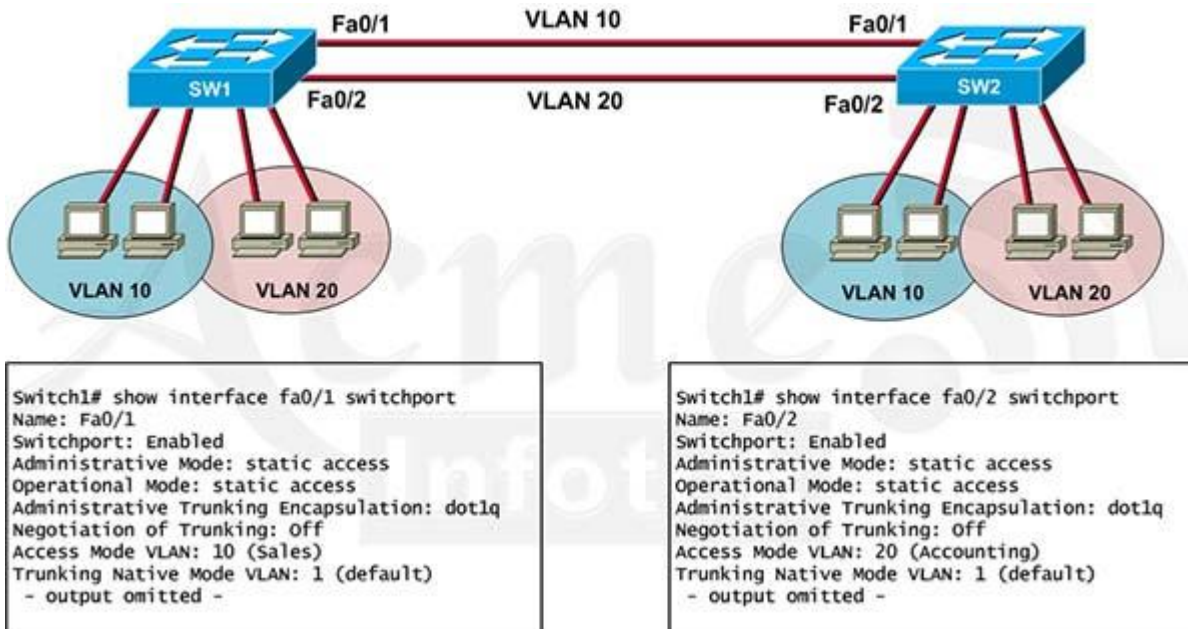 Fa0/1
VLAN 10
Fa0/1
SW1
SW2
Fa0/2
VLAN 20
Fa0/2
VLAN 10
VLAN 20
VLAN 10
VLAN 20
Acme
Infot
Switch1# show interface fa0/1 switchport
Name: Fa0/1
Switchport: Enabled
Administrative Mode: static access
Operational Mode: static access
Administrative Trunking Encapsulation: dot1q
Negotiation of Trunking: Off
Access Mode VLAN: 10 (Sales)
Trunking Native Mode VLAN: 1 (default)
- output omitted -
Switch1# show interface fa0/2 switchport
Name: Fa0/2
Switchport: Enabled
Administrative Mode: static access
Operational Mode: static access
Administrative Trunking Encapsulation: dot1q
Negotiation of Trunking: Off
Access Mode VLAN: 20 (Accounting)
Trunking Native Mode VLAN: 1 (default)
- output omitted -